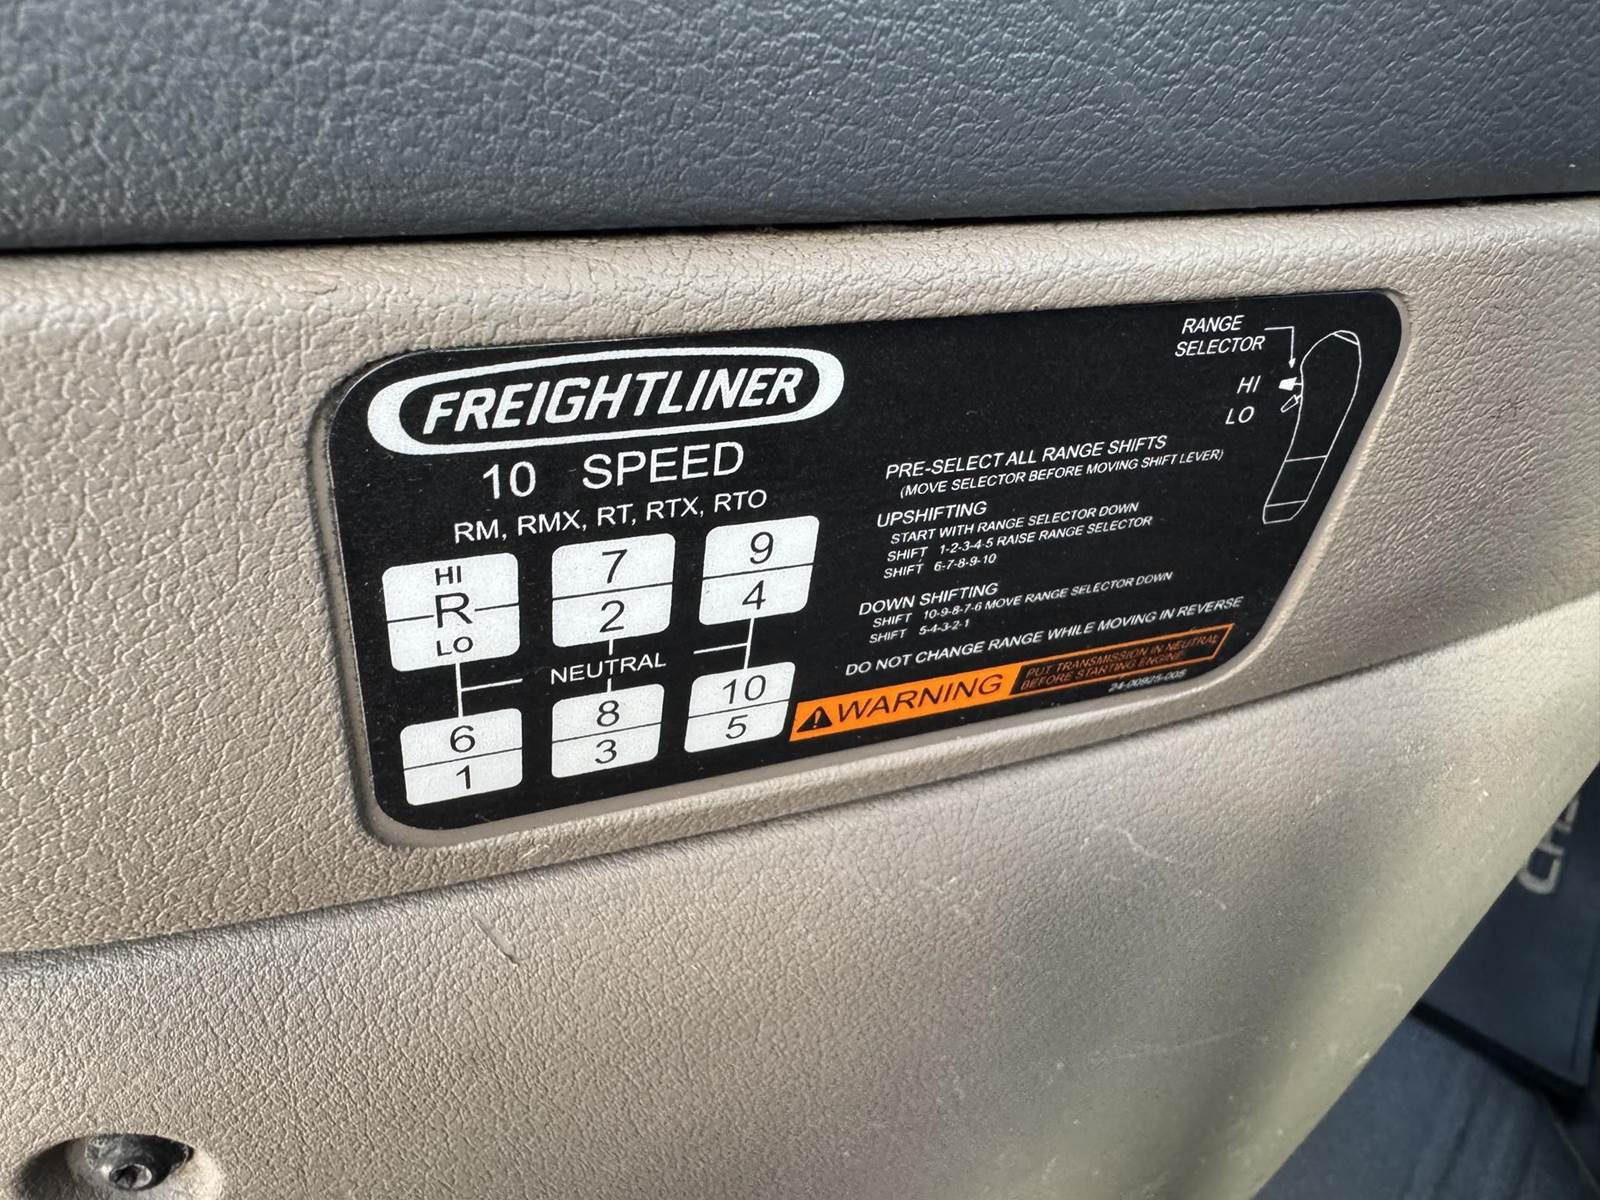 FREIGHTLINER
10 SPEED
RM, RMX, RT, RTX, RTO
HI
R
LO
7
2
9
4
NEUTRAL
6
1
8
3
10
5
RANGE
SELECTOR
HI
LO
PRE-SELECT ALL RANGE SHIFTS
(MOVE SELECTOR BEFORE MOVING SHIFT LEVER)
UPSHIFTING
START WITH RANGE SELECTOR DOWN
SHIFT 1-2-3-4-5 RAISE RANGE SELECTOR
SHIFT 6-7-8-9-10
DOWN SHIFTING
SHIFT 10-9-8-7-6 MOVE RANGE SELECTOR DOWN
SHIFT 5-4-3-2-1
DO NOT CHANGE RANGE WHILE MOVING IN REVERSE
WARNING
PUT TRANSMISSION IN NEUTRAL
BEFORE STARTING ENGINE
24-00925-005